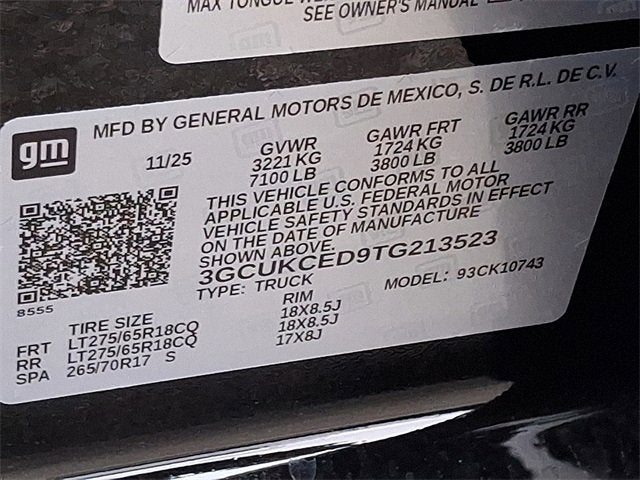 MAX TONGUE
SEE OWNER'S MANUAL
gm
MFD BY GENERAL MOTORS DE MEXICO, S. DE R.L. DE C.V.
11/25
GVWR GAWR FRT GAWR RR
3221 KG 1724 KG 1724 KG
7100 LB 3800 LB 3800 LB
THIS VEHICLE CONFORMS TO ALL
APPLICABLE U.S. FEDERAL MOTOR
VEHICLE SAFETY STANDARDS IN EFFECT
ON THE DATE OF MANUFACTURE
SHOWN ABOVE.
3GCUKCED9TG213523
TYPE: TRUCK MODEL: 93CK10743
8555
TIRE SIZE RIM
FRT LT275/65R18CQ 18X8.5J
RR LT275/65R18CQ 18X8.5J
SPA 265/70R17 S 17X8J